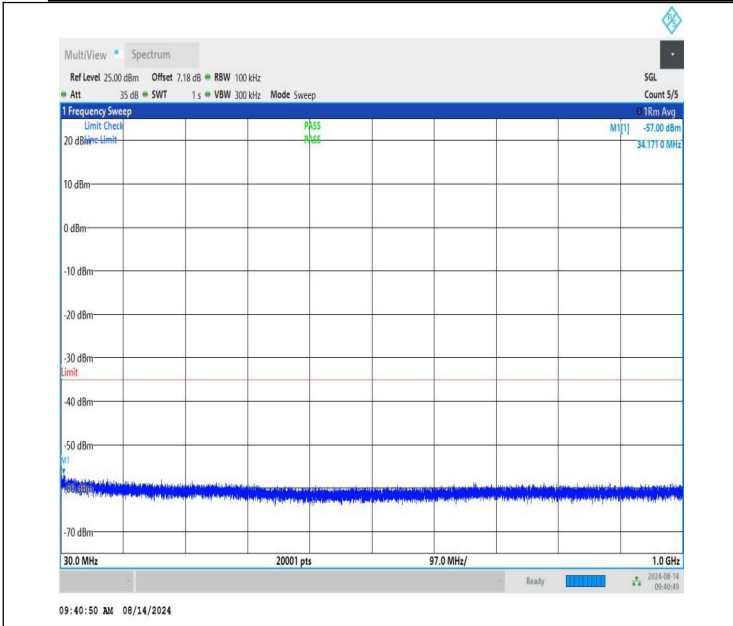 R S
MultiView Spectrum
Ref Level 25.00 dBm Offset 7.18 dB RBW 100 kHz SGL
Att 35 dB SWT 1 s VBW 300 kHz Mode Sweep Count 5/5
1 Frequency Sweep 1Rm Avg
Limit Check PASS M1[1] -57.00 dBm
20 dBm Line Limit PASS 34.171 0 MHz
10 dBm
0 dBm
-10 dBm
-20 dBm
-30 dBm
Limit
-40 dBm
-50 dBm
M1
-60 dBm
-70 dBm
30.0 MHz 20001 pts 97.0 MHz/ 1.0 GHz
Ready 2024-08-14
09:40:49
09:40:50 AM 08/14/2024